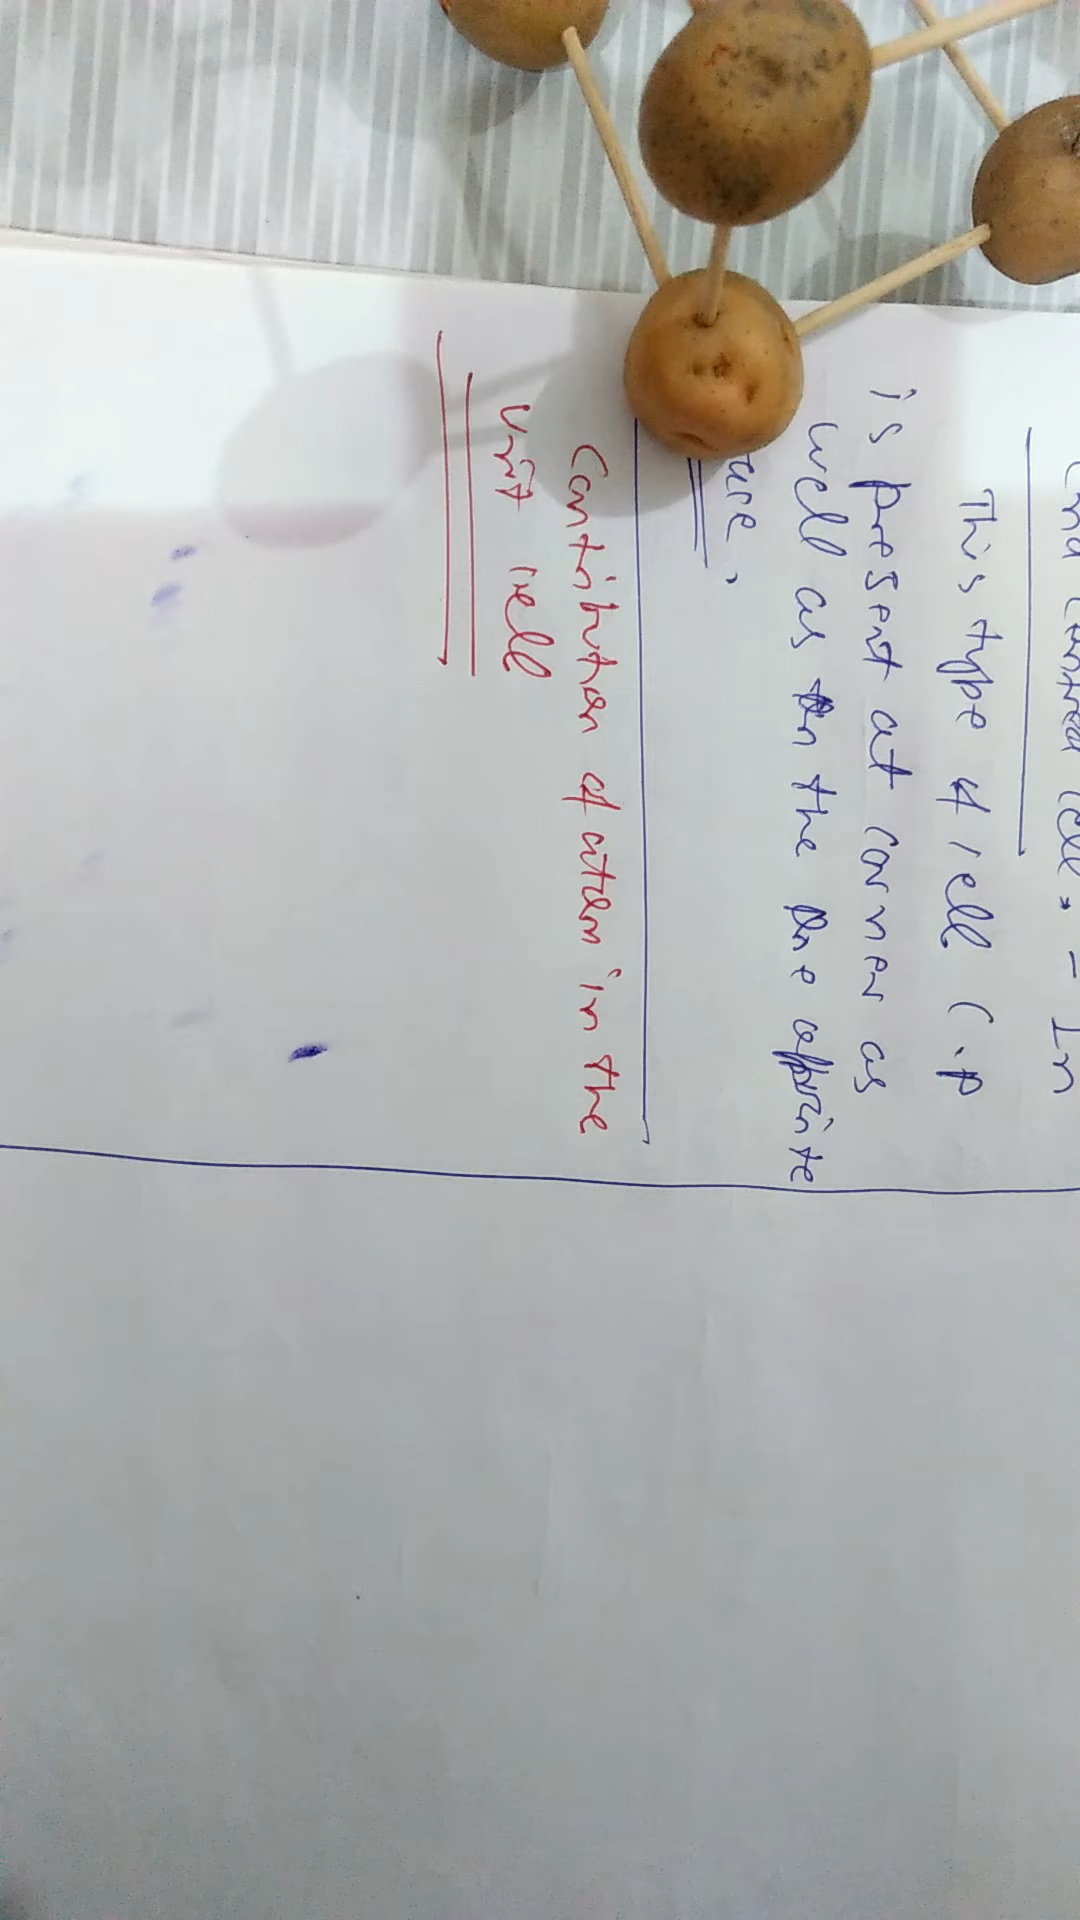 End Centred Cell. - In
This type of cell C.P
is present at corner as
well as on the one opposite
face.
Contribution of atom in the
Unit cell